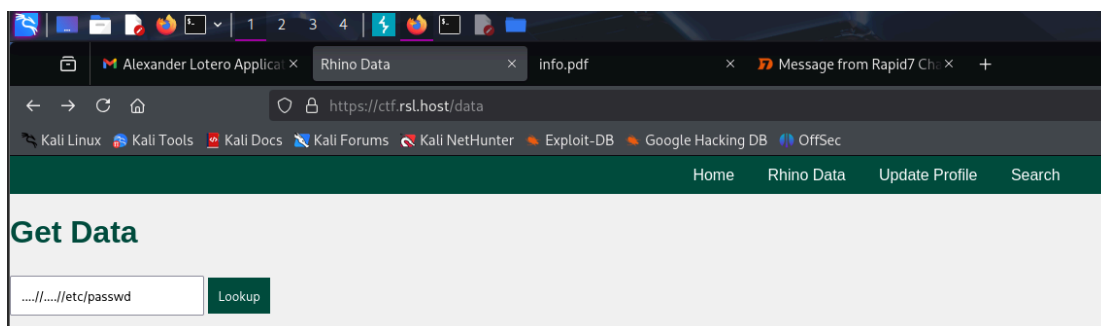 1 2 3 4
Alexander Lotero Applicat Rhino Data info.pdf Message from Rapid7 Cha
https://ctf.rsl.host/data
Kali Linux Kali Tools Kali Docs Kali Forums Kali NetHunter Exploit-DB Google Hacking DB OffSec
Home Rhino Data Update Profile Search
Get Data
....//....//etc/passwd Lookup